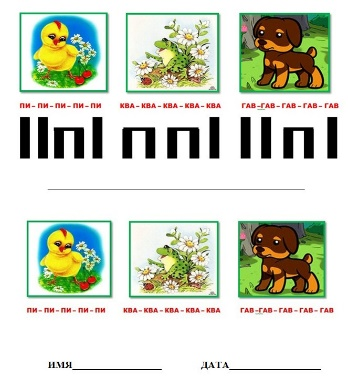 ПИ – ПИ – ПИ – ПИ – ПИ КВА – КВА – КВА – КВА – КВА ГАВ – ГАВ – ГАВ – ГАВ – ГАВ
ПИ – ПИ – ПИ – ПИ – ПИ КВА – КВА – КВА – КВА – КВА ГАВ – ГАВ – ГАВ – ГАВ – ГАВ
ИМЯ________________ ДАТА________________